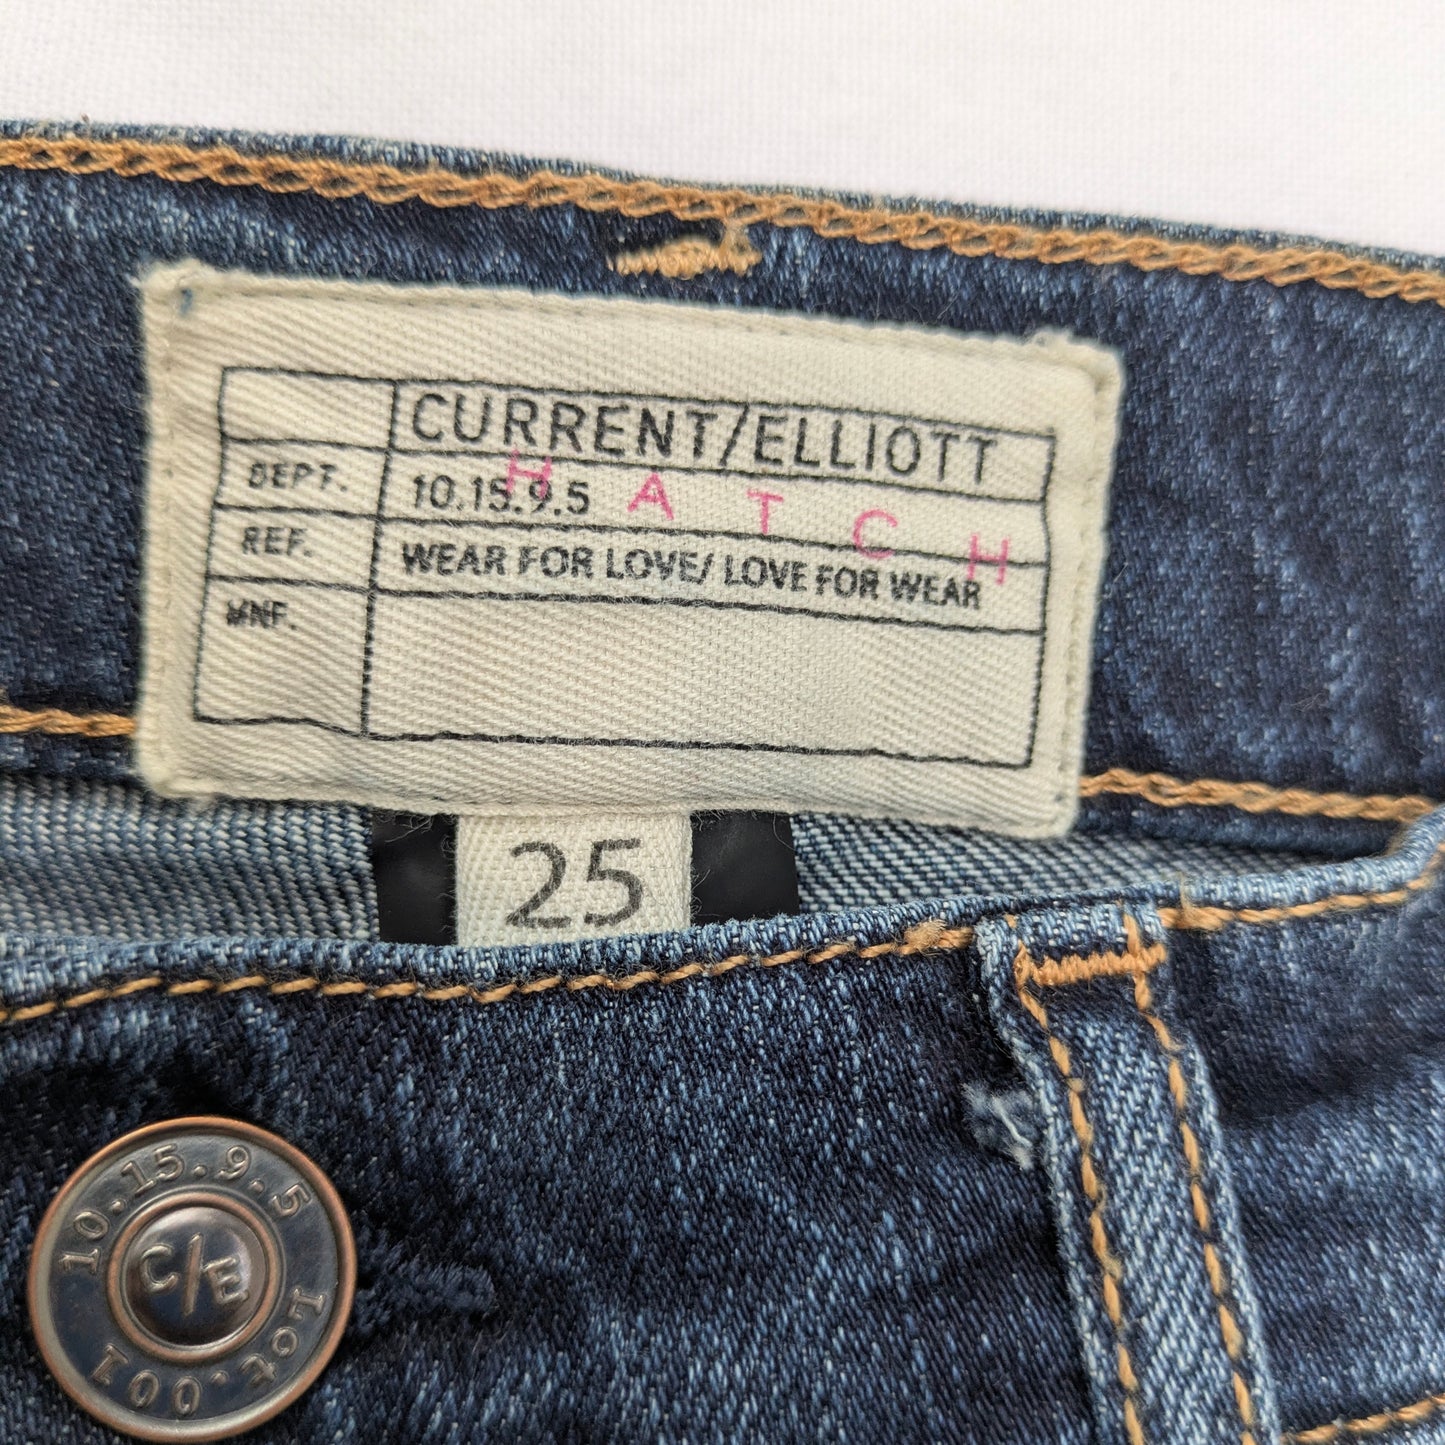 CURRENT/ELLIOTT
DEPT. 10.15.9.5
HATCH
REF. WEAR FOR LOVE/ LOVE FOR WEAR
MNF.
25
10.15.9.5
C/E
Lot.001